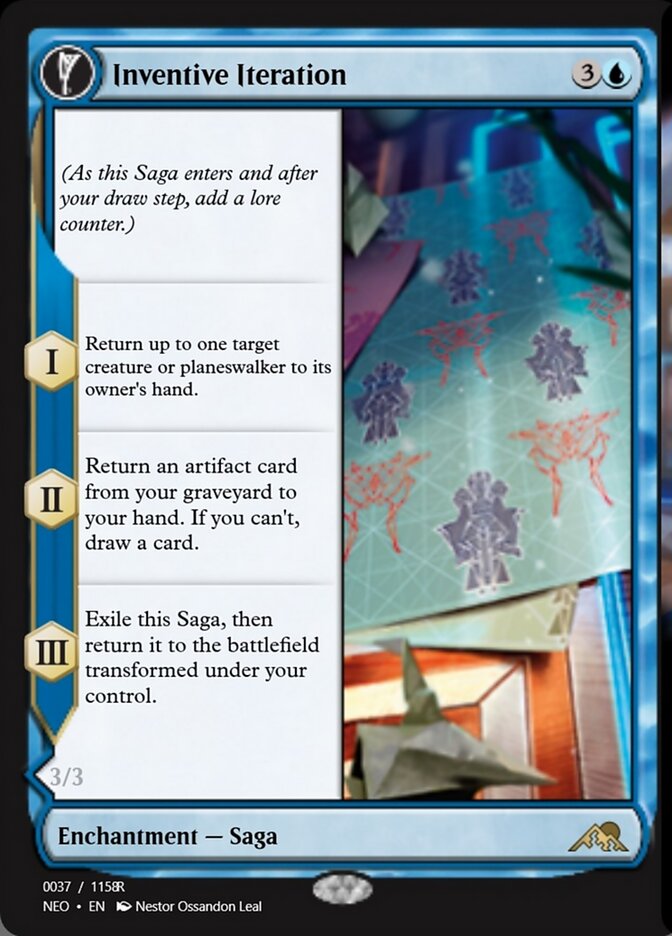 Inventive Iteration
3
(As this Saga enters and after
your draw step, add a lore
counter.)
I
Return up to one target
creature or planeswalker to its
owner's hand.
II
Return an artifact card
from your graveyard to
your hand. If you can't,
draw a card.
III
Exile this Saga, then
return it to the battlefield
transformed under your
control.
3/3
Enchantment — Saga
0037 / 1158R
NEO • EN Nestor Ossandon Leal